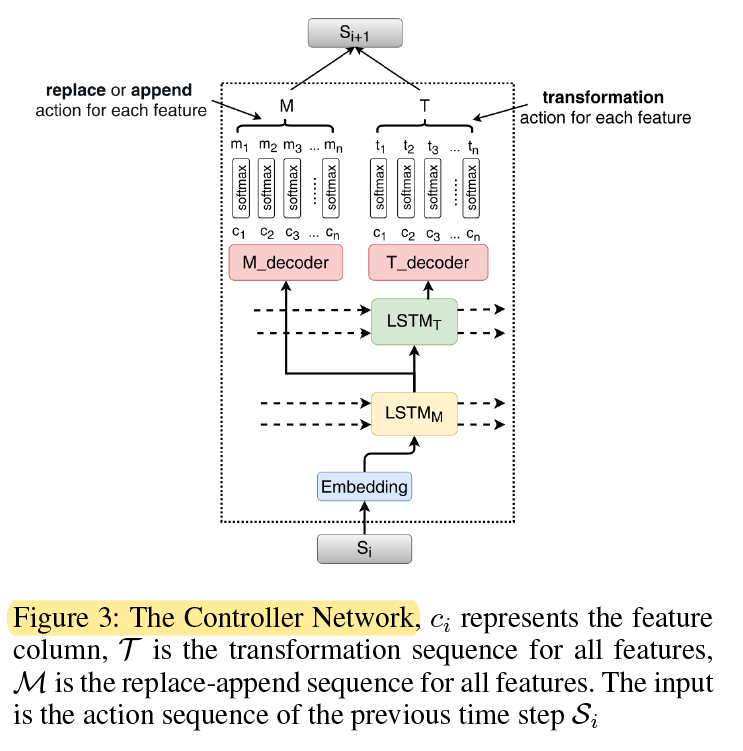 S_{i+1}
replace or append
action for each feature
M
T
transformation
action for each feature
m_1 m_2 m_3 ... m_n
t_1 t_2 t_3 ... t_n
softmax softmax softmax ...... softmax
softmax softmax softmax ...... softmax
c_1 c_2 c_3 ... c_n
c_1 c_2 c_3 ... c_n
M_decoder
T_decoder
LSTM_T
LSTM_M
Embedding
S_i
Figure 3: The Controller Network, c_i represents the feature
column, 𝒯 is the transformation sequence for all features,
ℳ is the replace-append sequence for all features. The input
is the action sequence of the previous time step 𝒮_i